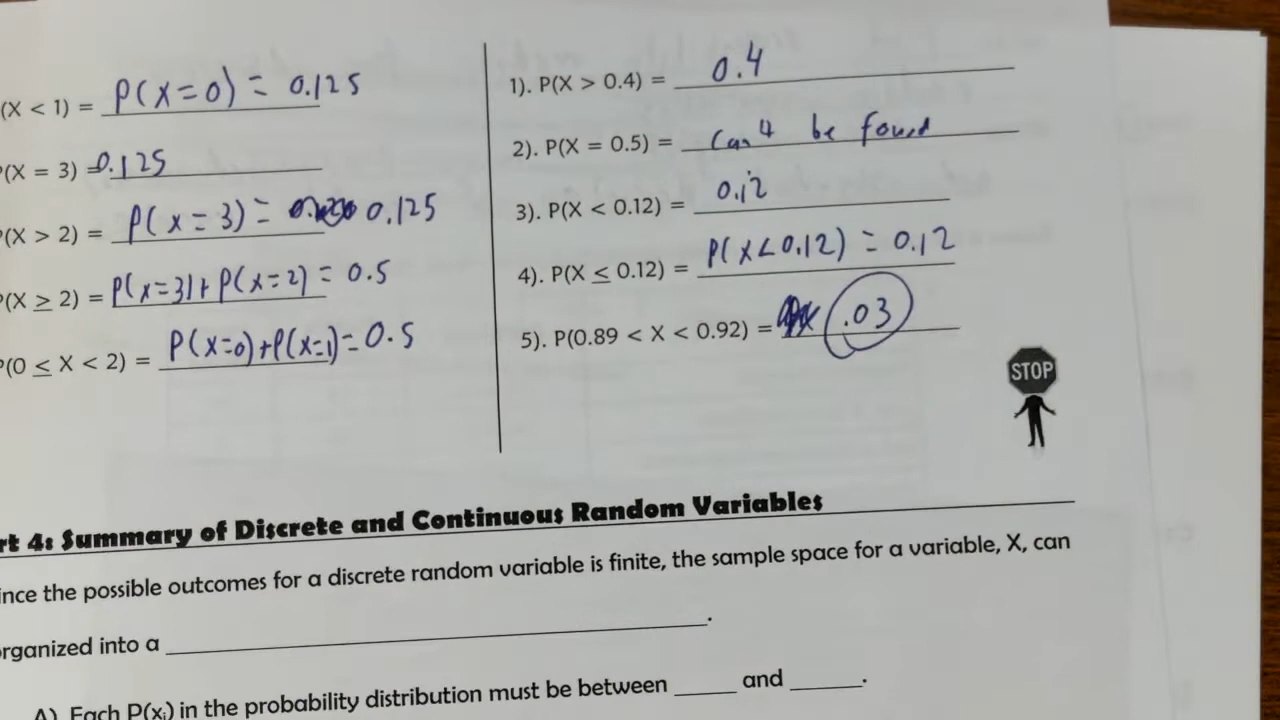 (X < 1) = P(X=0) = 0.125
(X = 3) = 0.125
(X > 2) = P(X=3) = 0.125
(X ≥ 2) = P(X=3) + P(X=2) = 0.5
P(0 ≤ X < 2) = P(X=0) + P(X=1) = 0.5
1). P(X > 0.4) = 0.4
2). P(X = 0.5) = be found
3). P(X < 0.12) = 0.12
4). P(X ≤ 0.12) = P(X<0.12) = 0.12
5). P(0.89 < X < 0.92) = .03
STOP
rt 4: Summary of Discrete and Continuous Random Variables
ince the possible outcomes for a discrete random variable is finite, the sample space for a variable, X, can
rganized into a ______.
A). Each P(xᵢ) in the probability distribution must be between ____ and ____.